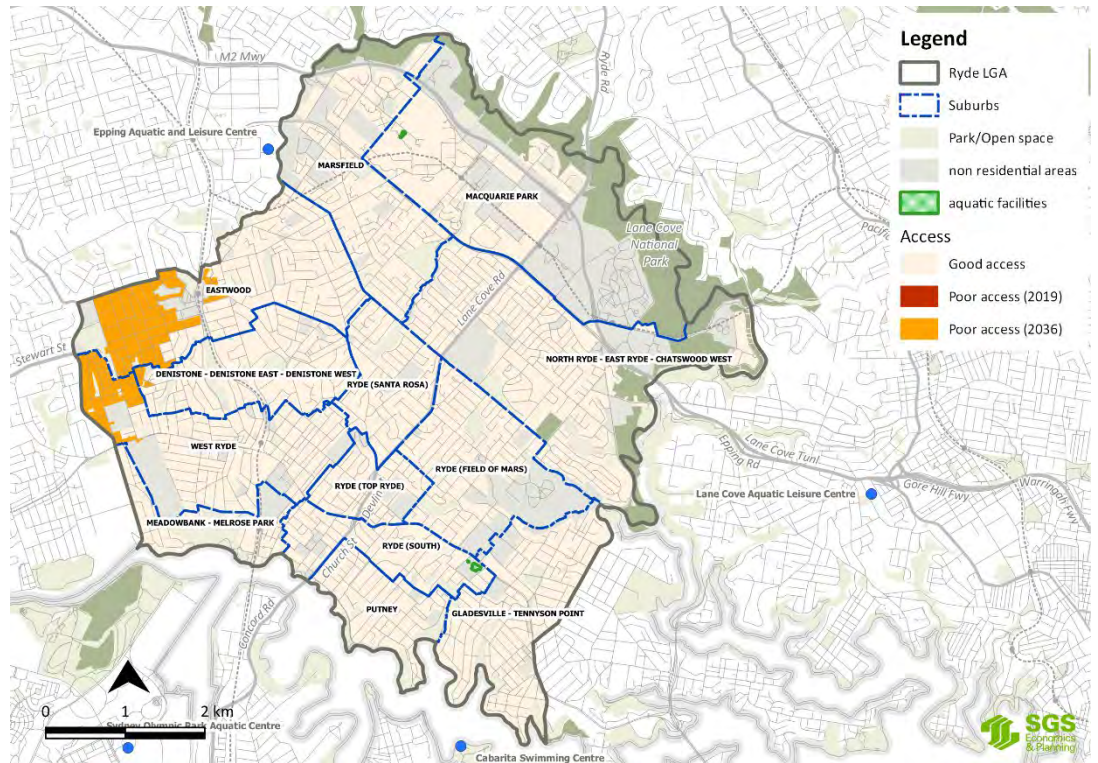 M2 Mwy
Ryde Rd
Epping Aquatic and Leisure Centre
MARSFIELD
MACQUARIE PARK
Lane Cove
National
Park
Lane Cove Rd
EASTWOOD
Stewart St
DENISTONE - DENISTONE EAST - DENISTONE WEST
RYDE (SANTA ROSA)
NORTH RYDE - EAST RYDE - CHATSWOOD WEST
WEST RYDE
RYDE (FIELD OF MARS)
RYDE (TOP RYDE)
Devlin
Lane Cove Tunl
Epping Rd
Gore Hill Fwy
Warringah Fwy
Lane Cove Aquatic Leisure Centre
MEADOWBANK - MELROSE PARK
RYDE (SOUTH)
Church St
PUTNEY
GLADESVILLE - TENNYSON POINT
Concord Rd
0 1 2 km
Sydney Olympic Park Aquatic Centre
Cabarita Swimming Centre
Legend
Ryde LGA
Suburbs
Park/Open space
non residential areas
aquatic facilities
Access
Good access
Poor access (2019)
Poor access (2036)
Pacific
SGS
Economics
& Planning